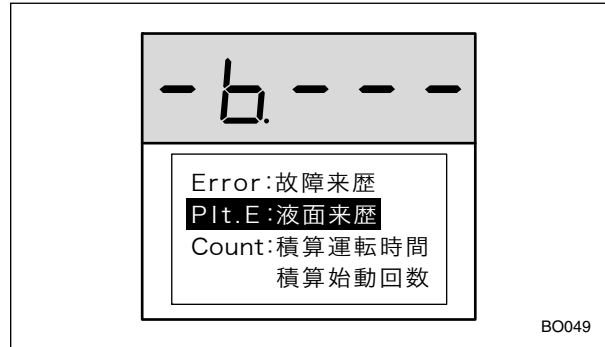 - b. - - -
Error:故障来歴
Plt.E:液面来歴
Count:積算運転時間
積算始動回数
BO049